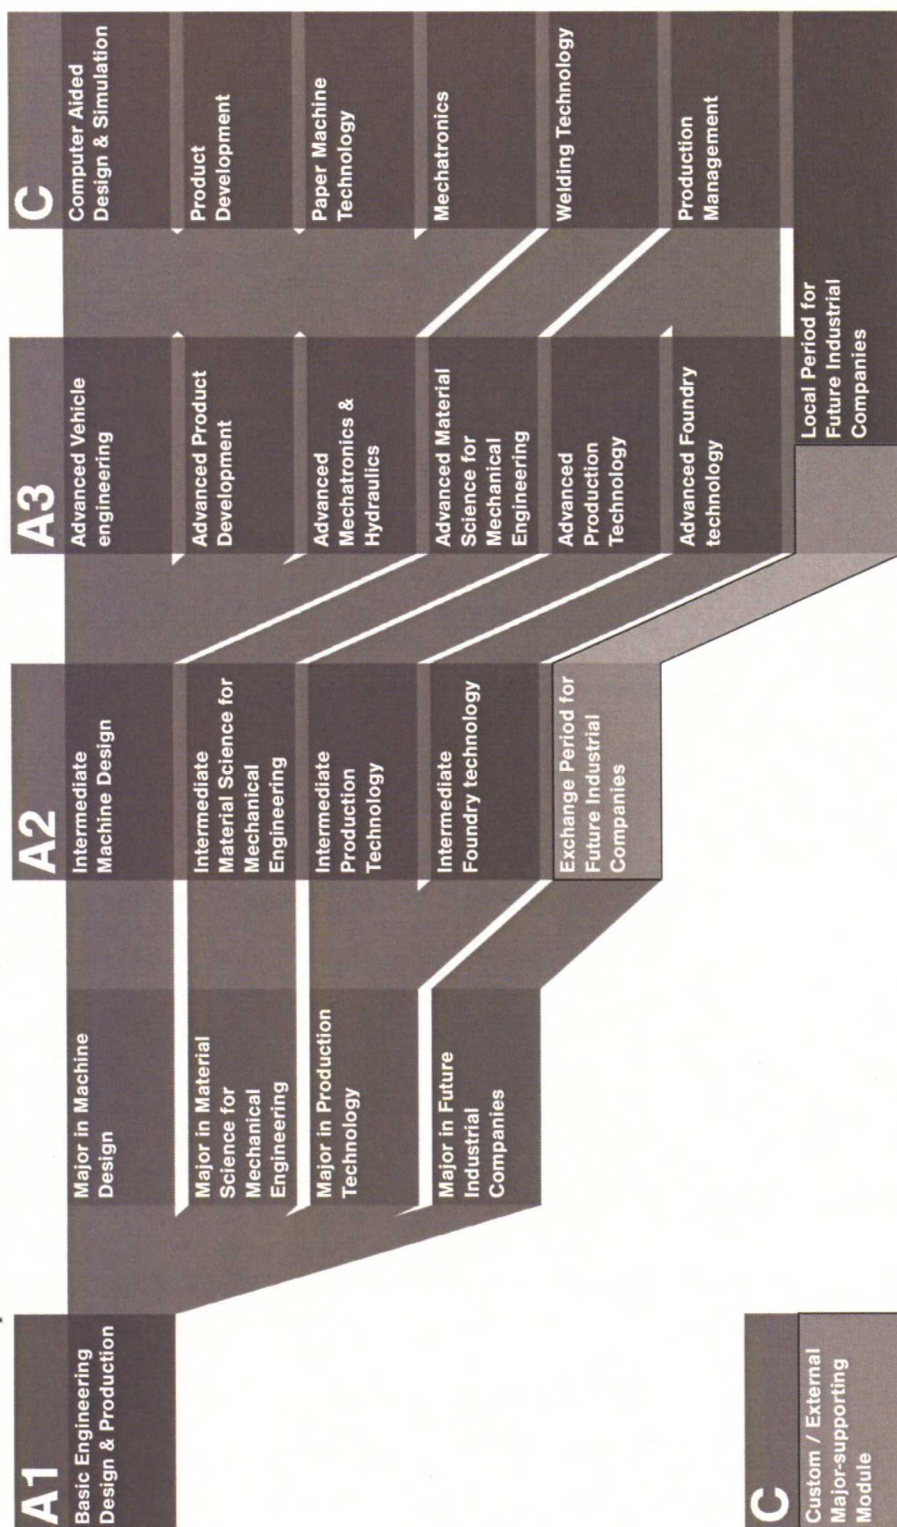 A1
Basic Engineering
Design & Production
Major in Machine
Design
Major in Material
Science for
Mechanical
Engineering
Major in Production
Technology
Major in Future
Industrial
Companies
A2
Intermediate
Machine Design
Intermediate
Material Science for
Mechanical
Engineering
Intermediate
Production
Technology
Intermediate
Foundry technology
Exchange Period for
Future Industrial
Companies
A3
Advanced Vehicle
engineering
Advanced Product
Development
Advanced
Mechatronics &
Hydraulics
Advanced Material
Science for
Mechanical
Engineering
Advanced
Production
Technology
Advanced Foundry
technology
Local Period for
Future Industrial
Companies
C
Computer Aided
Design & Simulation
Product
Development
Paper Machine
Technology
Mechatronics
Welding Technology
Production
Management
C
Custom / External
Major-supporting
Module